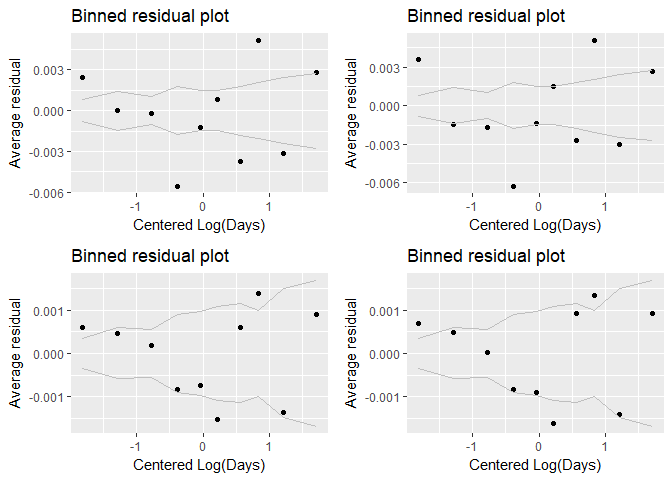 Binned residual plot
Average residual
0.003
0.000
-0.003
-0.006
-1
0
1
Centered Log(Days)
Binned residual plot
Average residual
0.003
0.000
-0.003
-0.006
-1
0
1
Centered Log(Days)
Binned residual plot
Average residual
0.001
0.000
-0.001
-1
0
1
Centered Log(Days)
Binned residual plot
Average residual
0.001
0.000
-0.001
-1
0
1
Centered Log(Days)